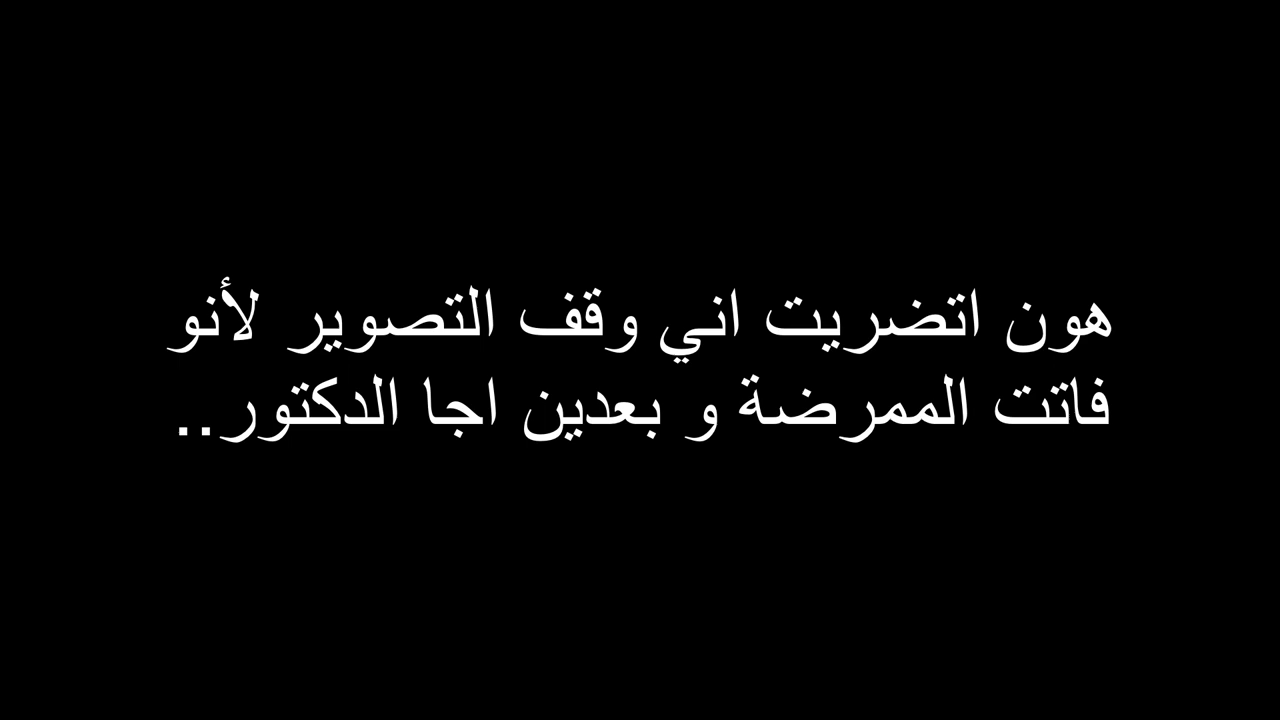 هون اتضريت اني وقف التصوير لأنو
فاتت الممرضة و بعدين اجا الدكتور..